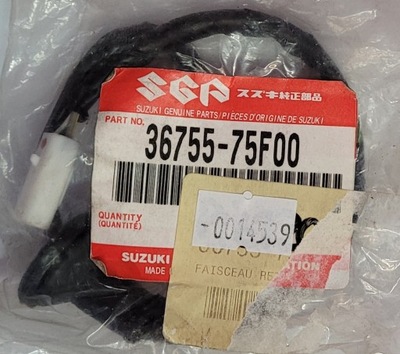 SGP スズキ純正部品
SUZUKI GENUINE PARTS/PIÈCES D'ORIGINE DE SUZUKI
PART NO.
36755-75F00
QUANTITY
(QUANTITÉ)
-0014539
SUZUKI
MADE
FAISCEAU